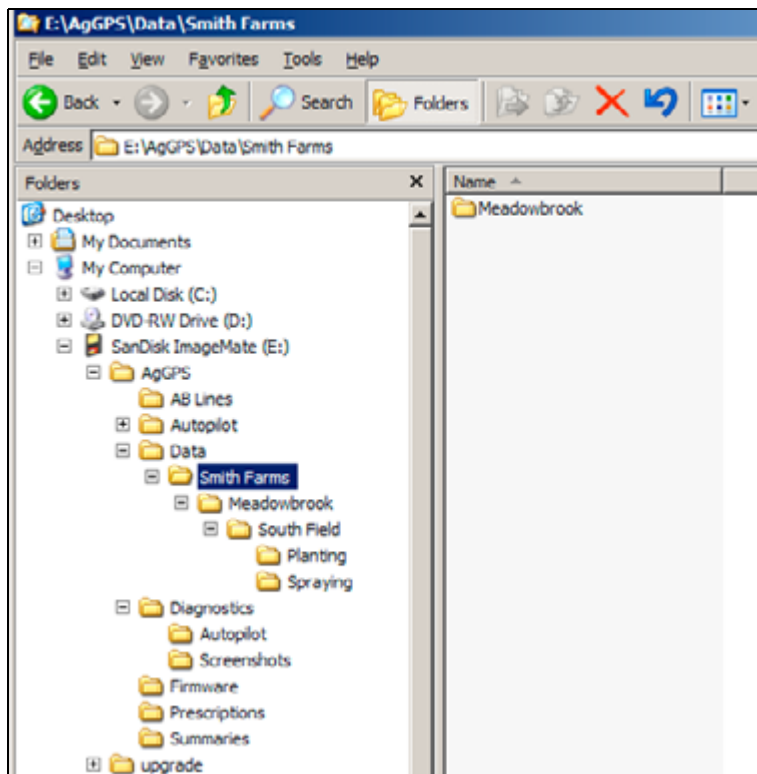 E:\AgGPS\Data\Smith Farms
File Edit View Favorites Tools Help
Back Search Folders
Address E:\AgGPS\Data\Smith Farms
Folders X Name
Desktop
My Documents
My Computer
Local Disk (C:)
DVD-RW Drive (D:)
SanDisk ImageMate (E:)
AgGPS
AB Lines
Autopilot
Data
Smith Farms
Meadowbrook
South Field
Planting
Spraying
Diagnostics
Autopilot
Screenshots
Firmware
Prescriptions
Summaries
upgrade
Meadowbrook